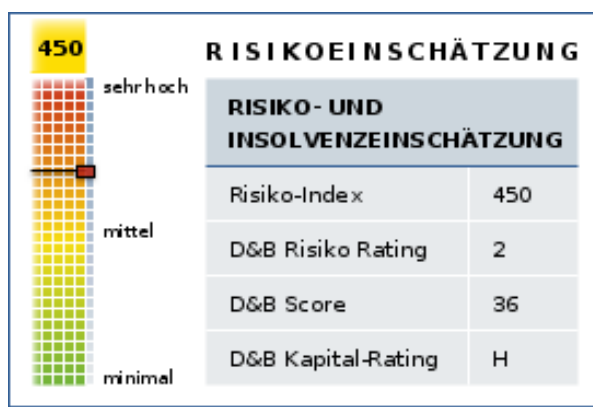 450
RISIKOEINSCHÄTZUNG
sehr hoch
mittel
minimal
RISIKO- UND
INSOLVENZEINSCHÄTZUNG
Risiko-Index 450
D&B Risiko Rating 2
D&B Score 36
D&B Kapital-Rating H